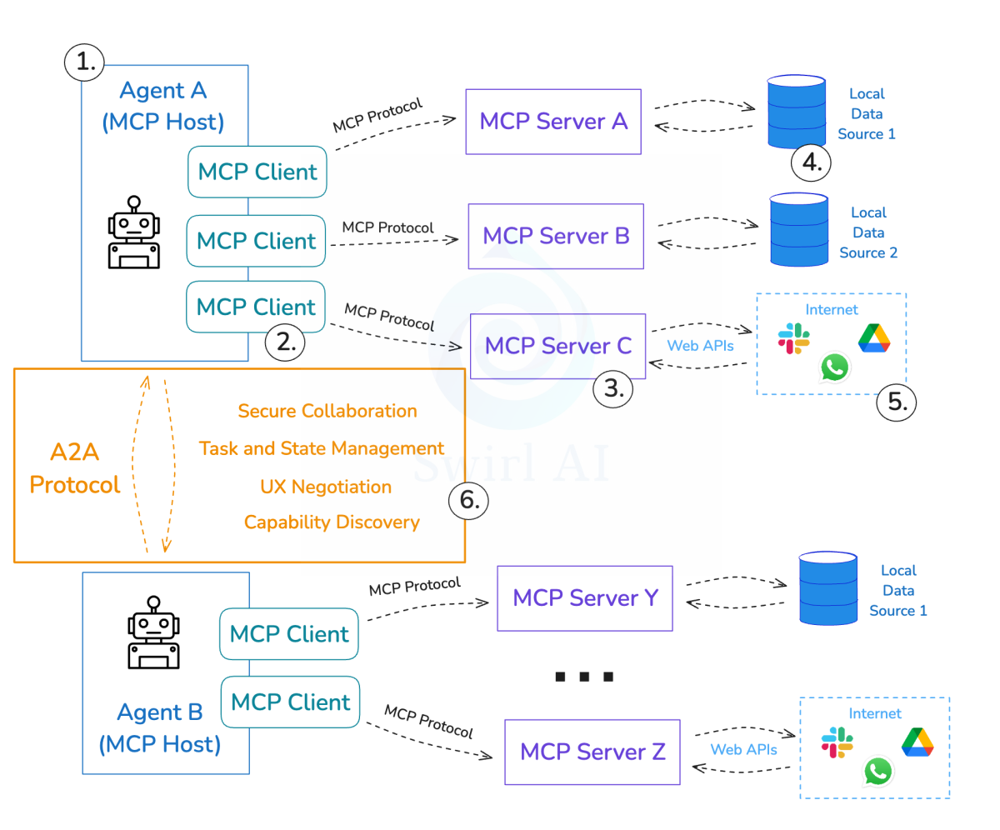 1.
Agent A
(MCP Host)
MCP Client
MCP Client
MCP Client
2.
MCP Protocol
MCP Protocol
MCP Protocol
MCP Server A
MCP Server B
MCP Server C
3.
Local
Data
Source 1
4.
Local
Data
Source 2
Web APIs
Internet
5.
A2A
Protocol
Secure Collaboration
Task and State Management
UX Negotiation
Capability Discovery
6.
Swirl AI
Agent B
(MCP Host)
MCP Client
MCP Client
MCP Protocol
MCP Protocol
MCP Server Y
...
MCP Server Z
Local
Data
Source 1
Web APIs
Internet